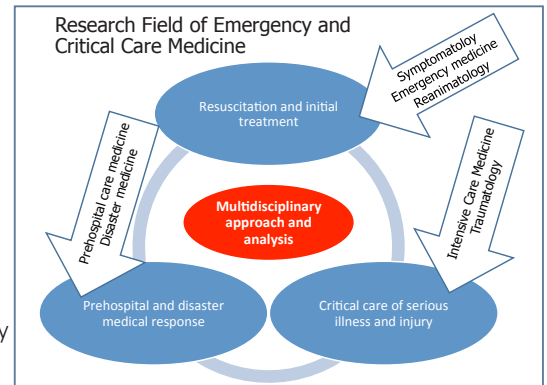 Research Field of Emergency and
Critical Care Medicine
Symptomatoloy
Emergency medicine
Reanimatology
Resuscitation and initial
treatment
Prehospital care medicine
Disaster medicine
Multidisciplinary
approach and
analysis
Intensive Care Medicine
Traumatology
Prehospital and disaster
medical response
Critical care of serious
illness and injury
y